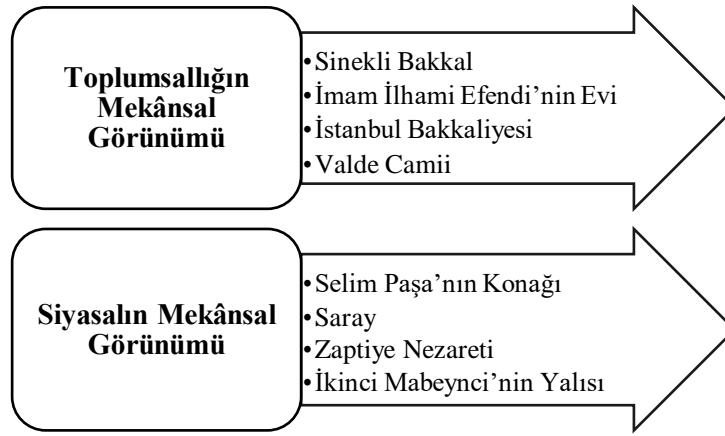 Toplumsallığın
Mekânsal
Görünümü
•Sinekli Bakkal
•İmam İlhami Efendi’nin Evi
•İstanbul Bakkaliyesi
•Valde Camii
Siyasalın Mekânsal
Görünümü
•Selim Paşa’nın Konağı
•Saray
•Zaptiye Nezareti
•İkinci Mabeynci’nin Yalısı